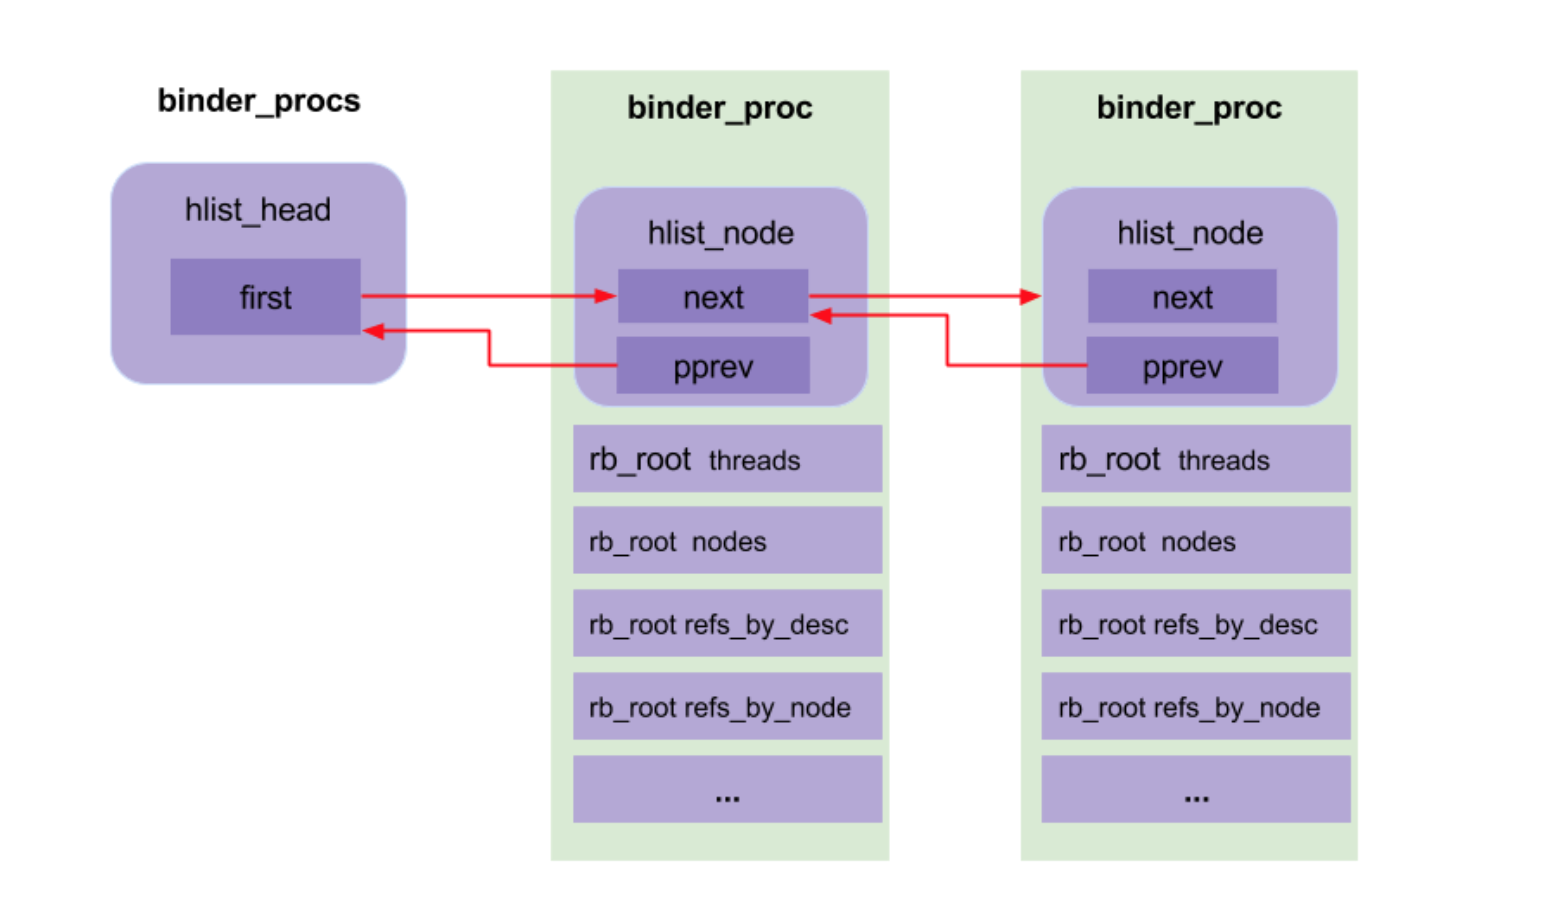 binder_procs
hlist_head
first
binder_proc
hlist_node
next
pprev
rb_root threads
rb_root nodes
rb_root refs_by_desc
rb_root refs_by_node
...
binder_proc
hlist_node
next
pprev
rb_root threads
rb_root nodes
rb_root refs_by_desc
rb_root refs_by_node
...